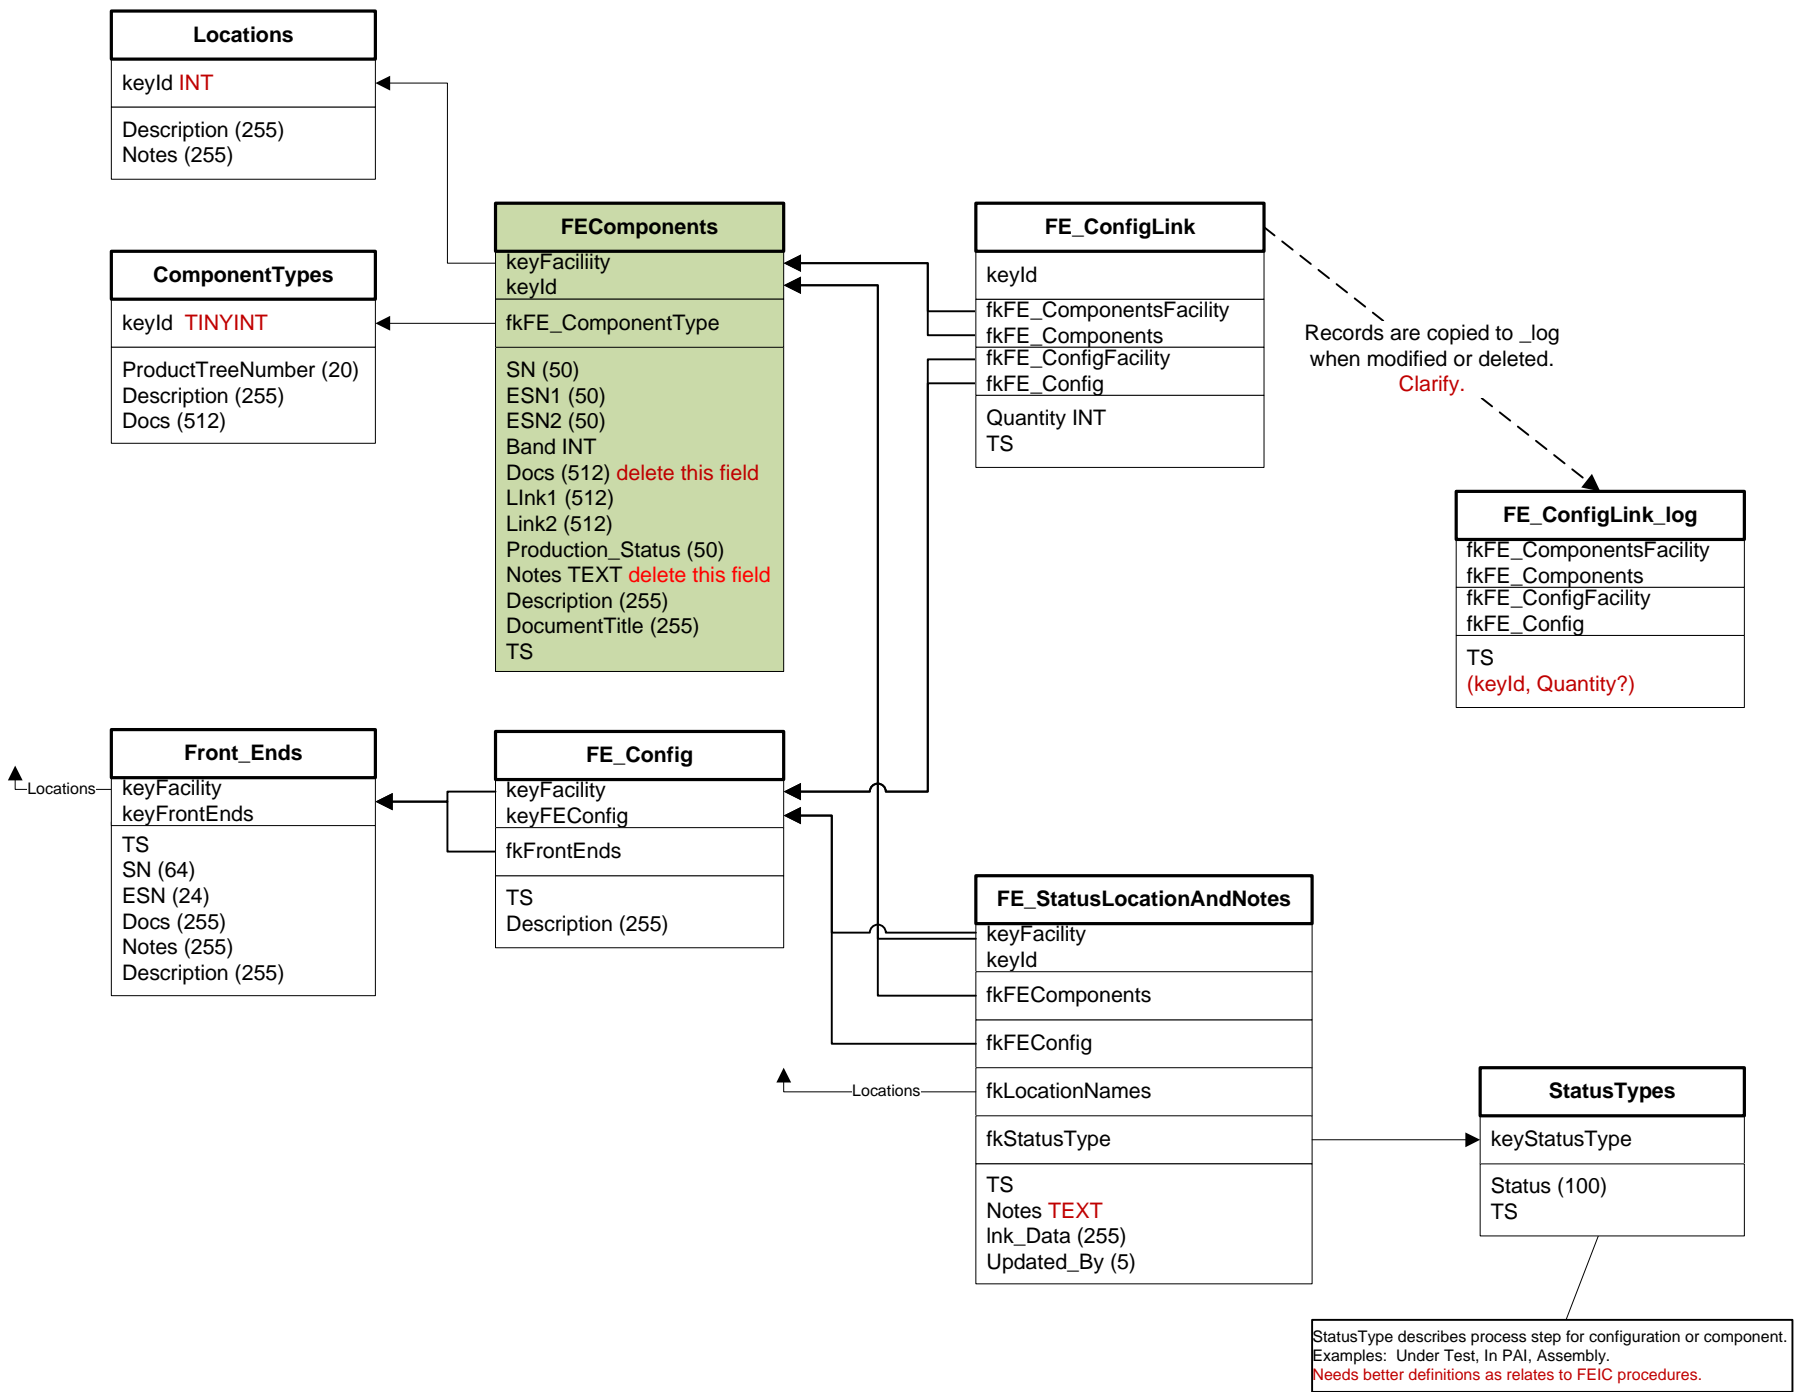 Locations
keyId INT
Description (255)
Notes (255)
ComponentTypes
keyId TINYINT
ProductTreeNumber (20)
Description (255)
Docs (512)
FEComponents
keyFaciliity
keyId
fkFE_ComponentType
SN (50)
ESN1 (50)
ESN2 (50)
Band INT
Docs (512) delete this field
LInk1 (512)
Link2 (512)
Production_Status (50)
Notes TEXT delete this field
Description (255)
DocumentTitle (255)
TS
FE_ConfigLink
keyId
fkFE_ComponentsFacility
fkFE_Components
fkFE_ConfigFacility
fkFE_Config
Quantity INT
TS
Records are copied to _log
when modified or deleted.
Clarify.
FE_ConfigLink_log
fkFE_ComponentsFacility
fkFE_Components
fkFE_ConfigFacility
fkFE_Config
TS
(keyId, Quantity?)
Locations
Front_Ends
keyFacility
keyFrontEnds
TS
SN (64)
ESN (24)
Docs (255)
Notes (255)
Description (255)
FE_Config
keyFacility
keyFEConfig
fkFrontEnds
TS
Description (255)
FE_StatusLocationAndNotes
keyFacility
keyId
fkFEComponents
fkFEConfig
Locations
fkLocationNames
fkStatusType
TS
Notes TEXT
lnk_Data (255)
Updated_By (5)
StatusTypes
keyStatusType
Status (100)
TS
StatusType describes process step for configuration or component.
Examples: Under Test, In PAI, Assembly.
Needs better definitions as relates to FEIC procedures.